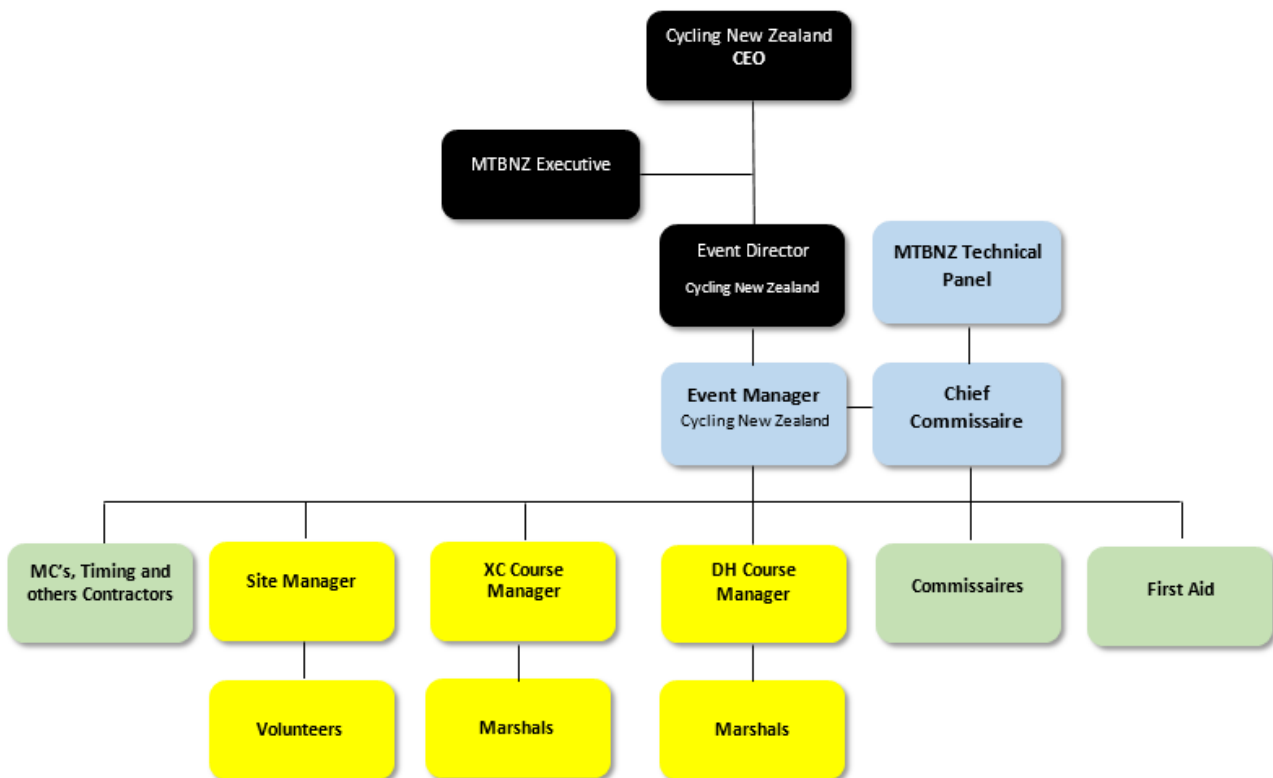 Cycling New Zealand
CEO
MTBNZ Executive
Event Director
Cycling New Zealand
MTBNZ Technical
Panel
Event Manager
Cycling New Zealand
Chief
Commissaire
MC's, Timing and
others Contractors
Site Manager
XC Course
Manager
DH Course
Manager
Commissaires
First Aid
Volunteers
Marshals
Marshals